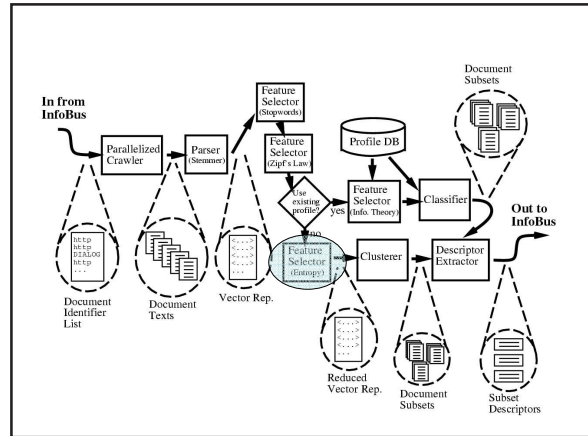 Document
Subsets
In from
InfoBus
Parallelized
Crawler
Parser
(Stemmer)
Feature
Selector
(Stopwords)
Feature
Selector
(Zipf's Law)
Profile DB
Use
existing
profile?
yes
no
Feature
Selector
(Info. Theory)
Classifier
Out to
InfoBus
Feature
Selector
(Entropy)
Clusterer
Descriptor
Extractor
http
http
DIALOG
http
...
Document
Identifier
List
Document
Texts
<...>
<...>
<...>
<...>
...
Vector Rep.
<...>
<...>
<...>
<...>
...
Reduced
Vector Rep.
Document
Subsets
Subset
Descriptors